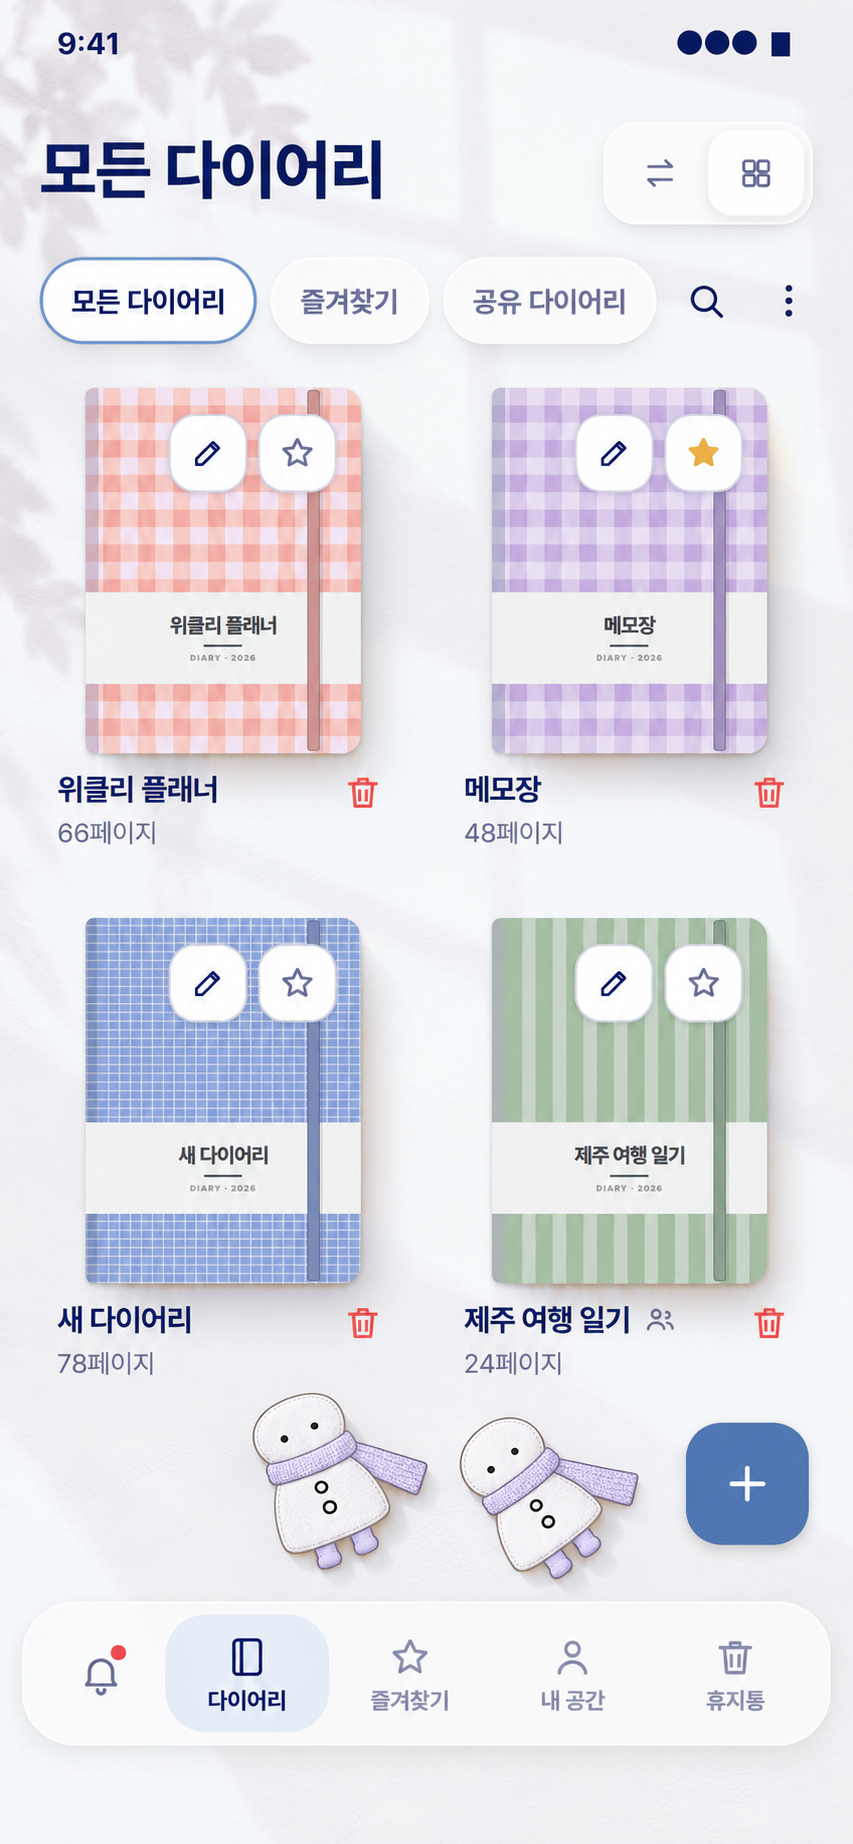 9:41
모든 다이어리
모든 다이어리 즐겨찾기 공유 다이어리
위클리 플래너
DIARY · 2026
메모장
DIARY · 2026
위클리 플래너
66페이지
메모장
48페이지
새 다이어리
DIARY · 2026
제주 여행 일기
DIARY · 2026
새 다이어리
78페이지
제주 여행 일기
24페이지
다이어리 즐겨찾기 내 공간 휴지통